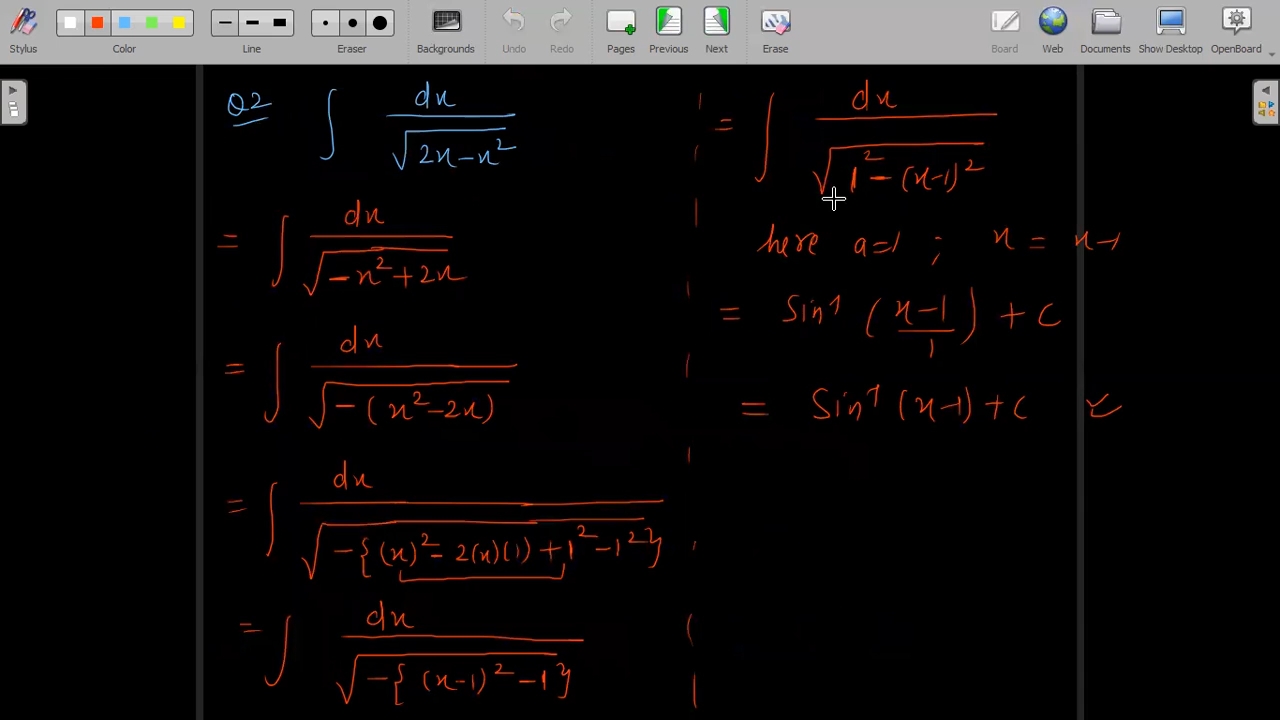 Stylus Color Line Eraser Backgrounds Undo Redo Pages Previous Next Erase Board Web Documents Show Desktop OpenBoard
Q2 ∫ dx / √(2x-x²)
= ∫ dx / √(-x²+2x)
= ∫ dx / √(-(x²-2x))
= ∫ dx / √(-{(x)²-2(x)(1)+1²-1²})
= ∫ dx / √(-{(x-1)²-1})
= ∫ dx / √(1²-(x-1)²)
here a=1 ; x = x-1
= Sin⁻¹ ((x-1)/1) + C
= Sin⁻¹ (x-1) + C